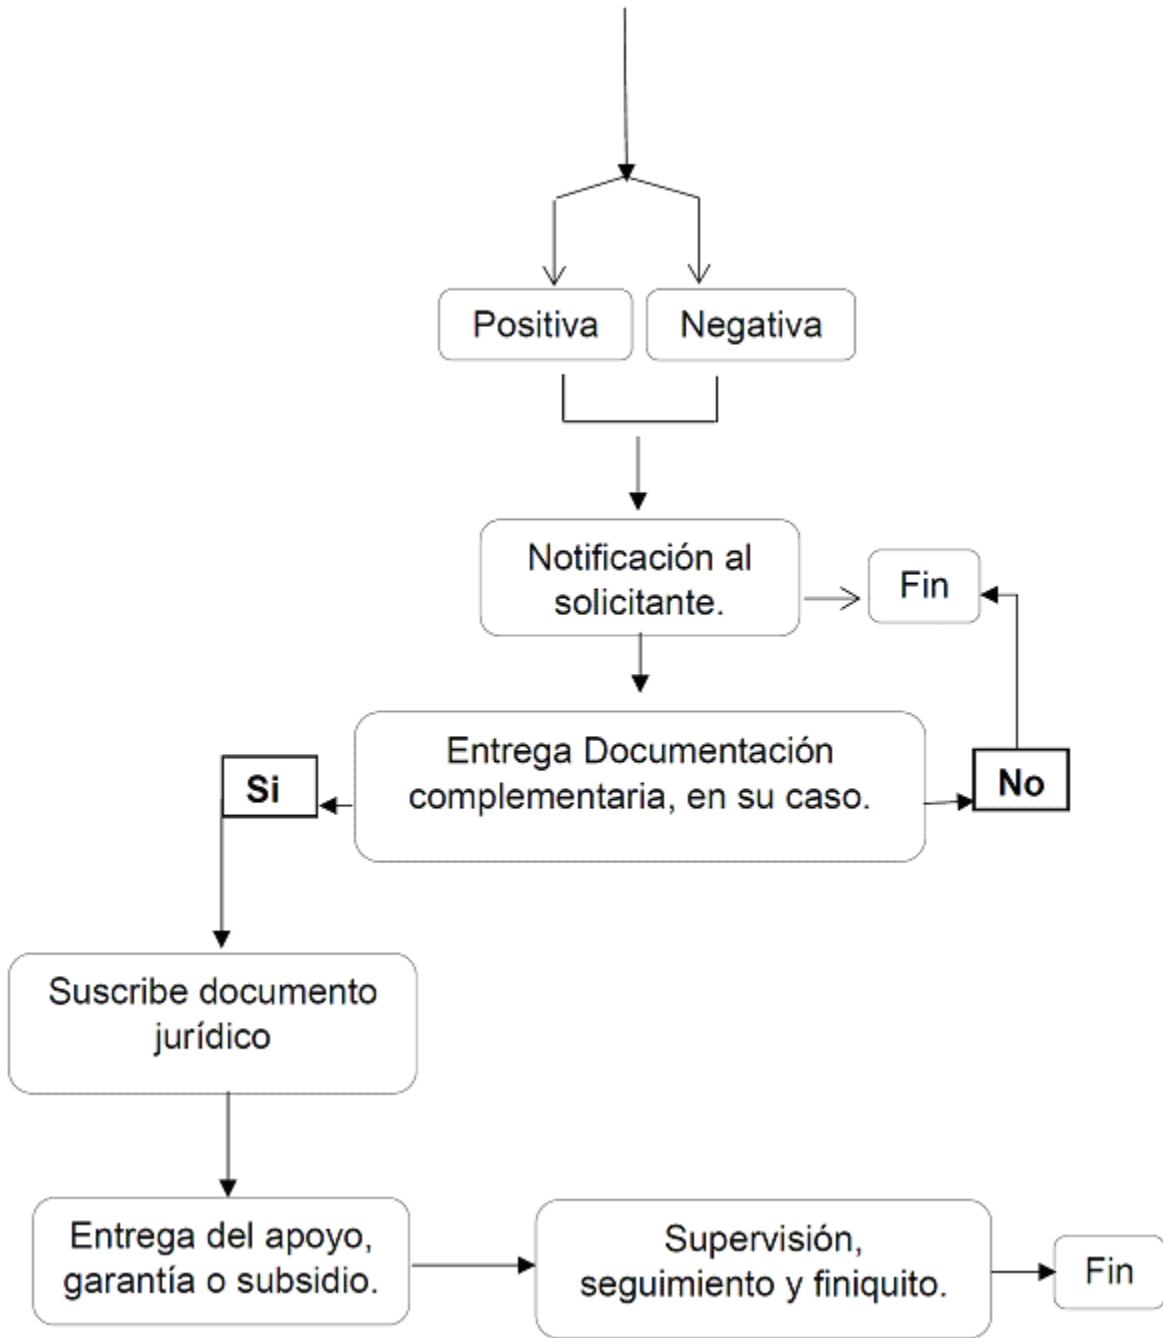 Positiva
Negativa
Notificación al
solicitante.
Fin
Entrega Documentación
complementaria, en su caso.
Si
No
Suscribe documento
jurídico
Entrega del apoyo,
garantía o subsidio.
Supervisión,
seguimiento y finiquito.
Fin